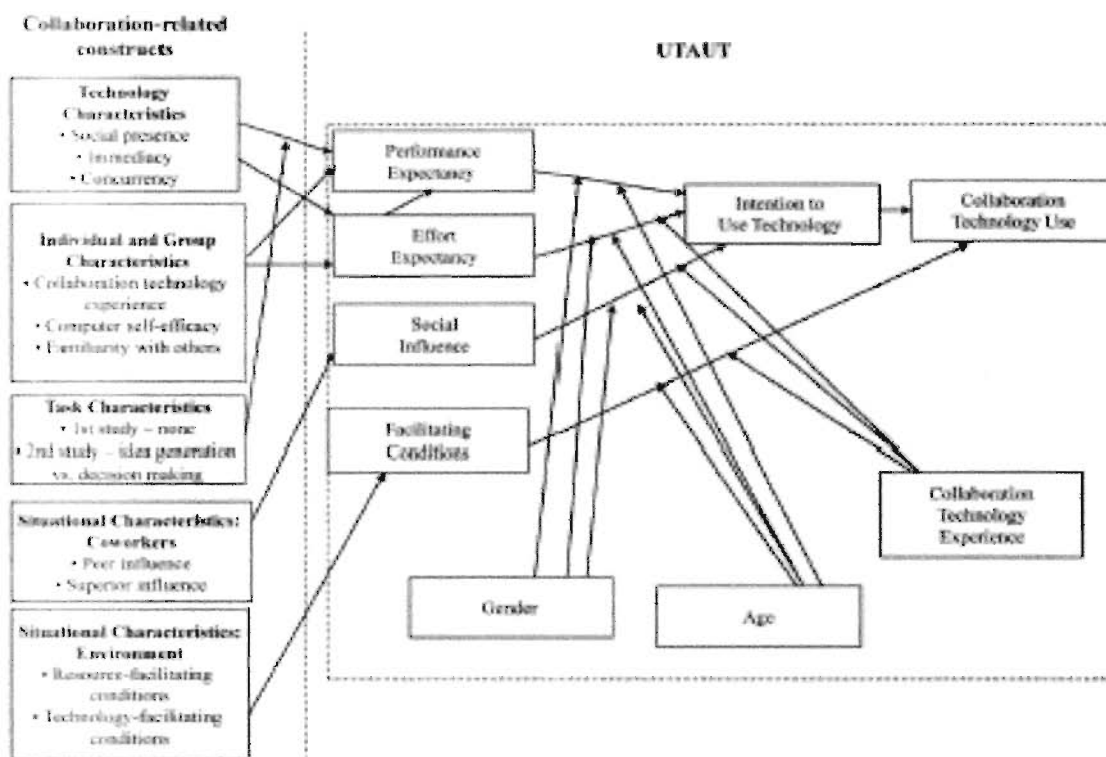 Collaboration-related
constructs
UTAUT
Technology
Characteristics
• Social presence
• Immediacy
• Concurrency
Individual and Group
Characteristics
• Collaboration technology
experience
• Computer self-efficacy
• Familiarity with others
Task Characteristics
• 1st study – none
• 2nd study – idea generation
vs. decision making
Situational Characteristics:
Coworkers
• Peer influence
• Superior influence
Situational Characteristics:
Environment
• Resource-facilitating
conditions
• Technology-facilitating
conditions
Performance
Expectancy
Effort
Expectancy
Social
Influence
Facilitating
Conditions
Intention to
Use Technology
Collaboration
Technology Use
Gender
Age
Collaboration
Technology
Experience